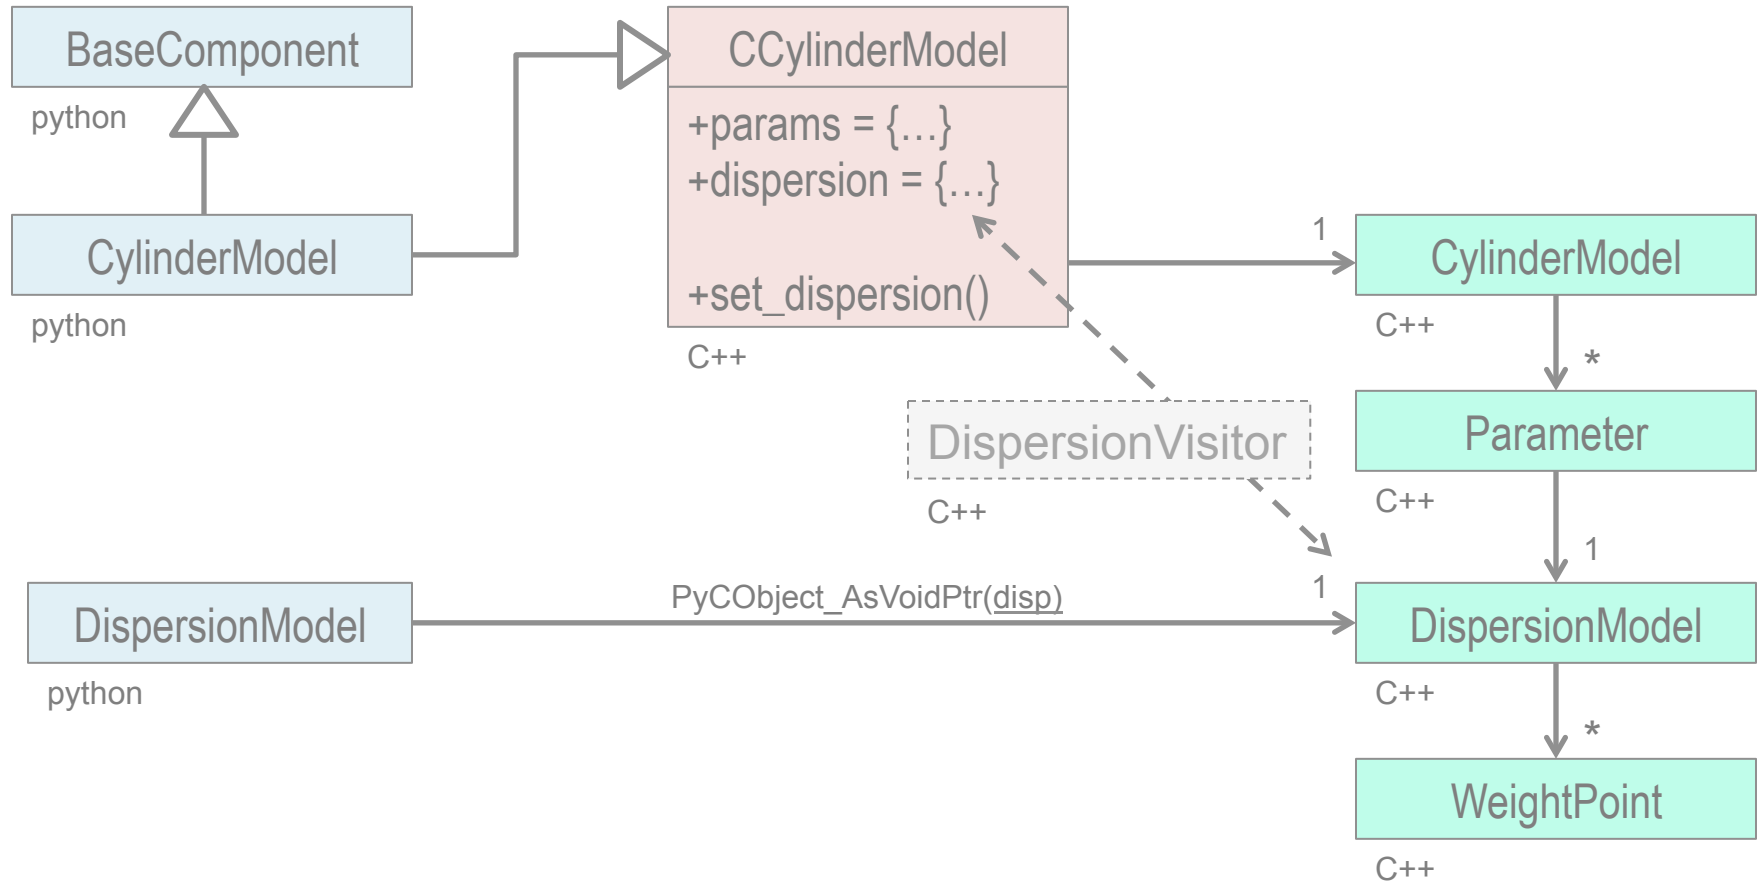 BaseComponent
python
CylinderModel
python
CCylinderModel
+params = {…}
+dispersion = {…}
+set_dispersion()
C++
1
CylinderModel
C++
*
Parameter
C++
1
DispersionVisitor
C++
DispersionModel
python
PyCObject_AsVoidPtr(disp)
1
DispersionModel
C++
*
WeightPoint
C++